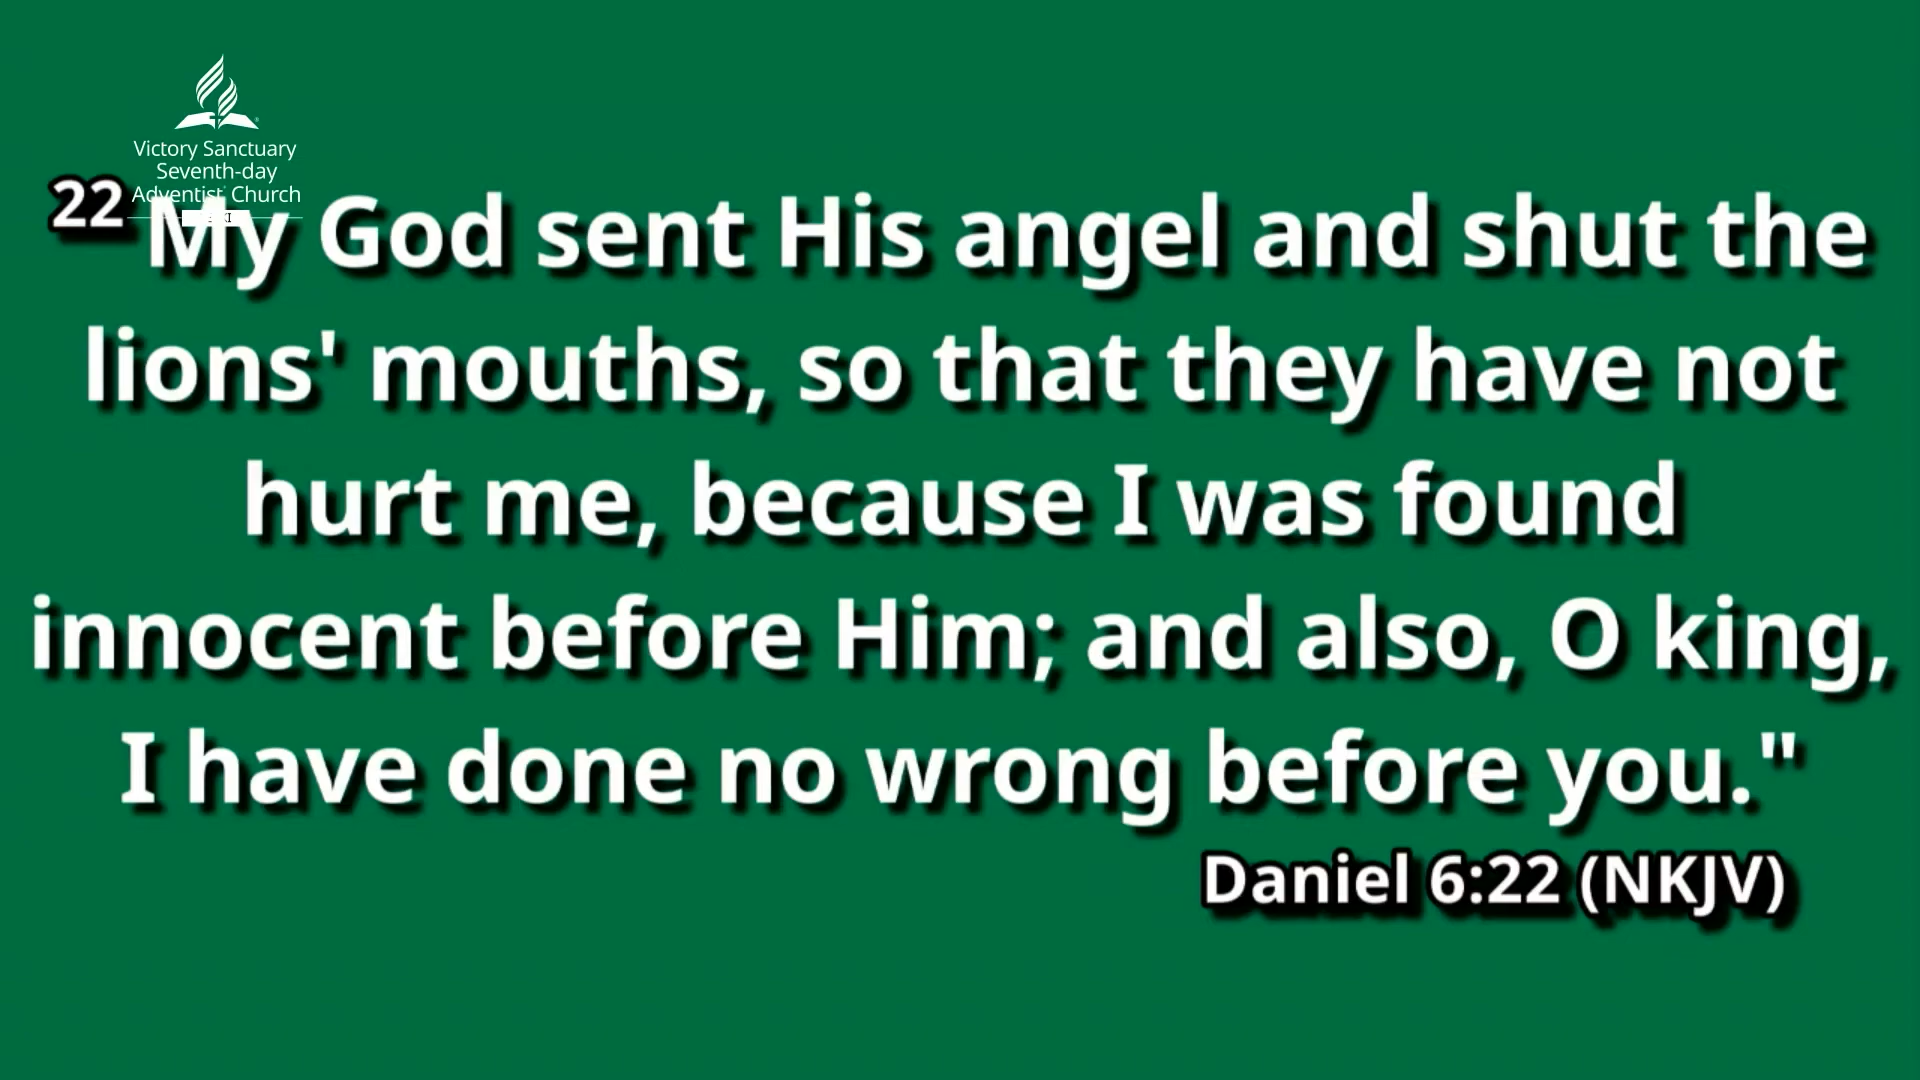 Victory Sanctuary
Seventh-day
Adventist Church
22 My God sent His angel and shut the
lions' mouths, so that they have not
hurt me, because I was found
innocent before Him; and also, O king,
I have done no wrong before you."
Daniel 6:22 (NKJV)